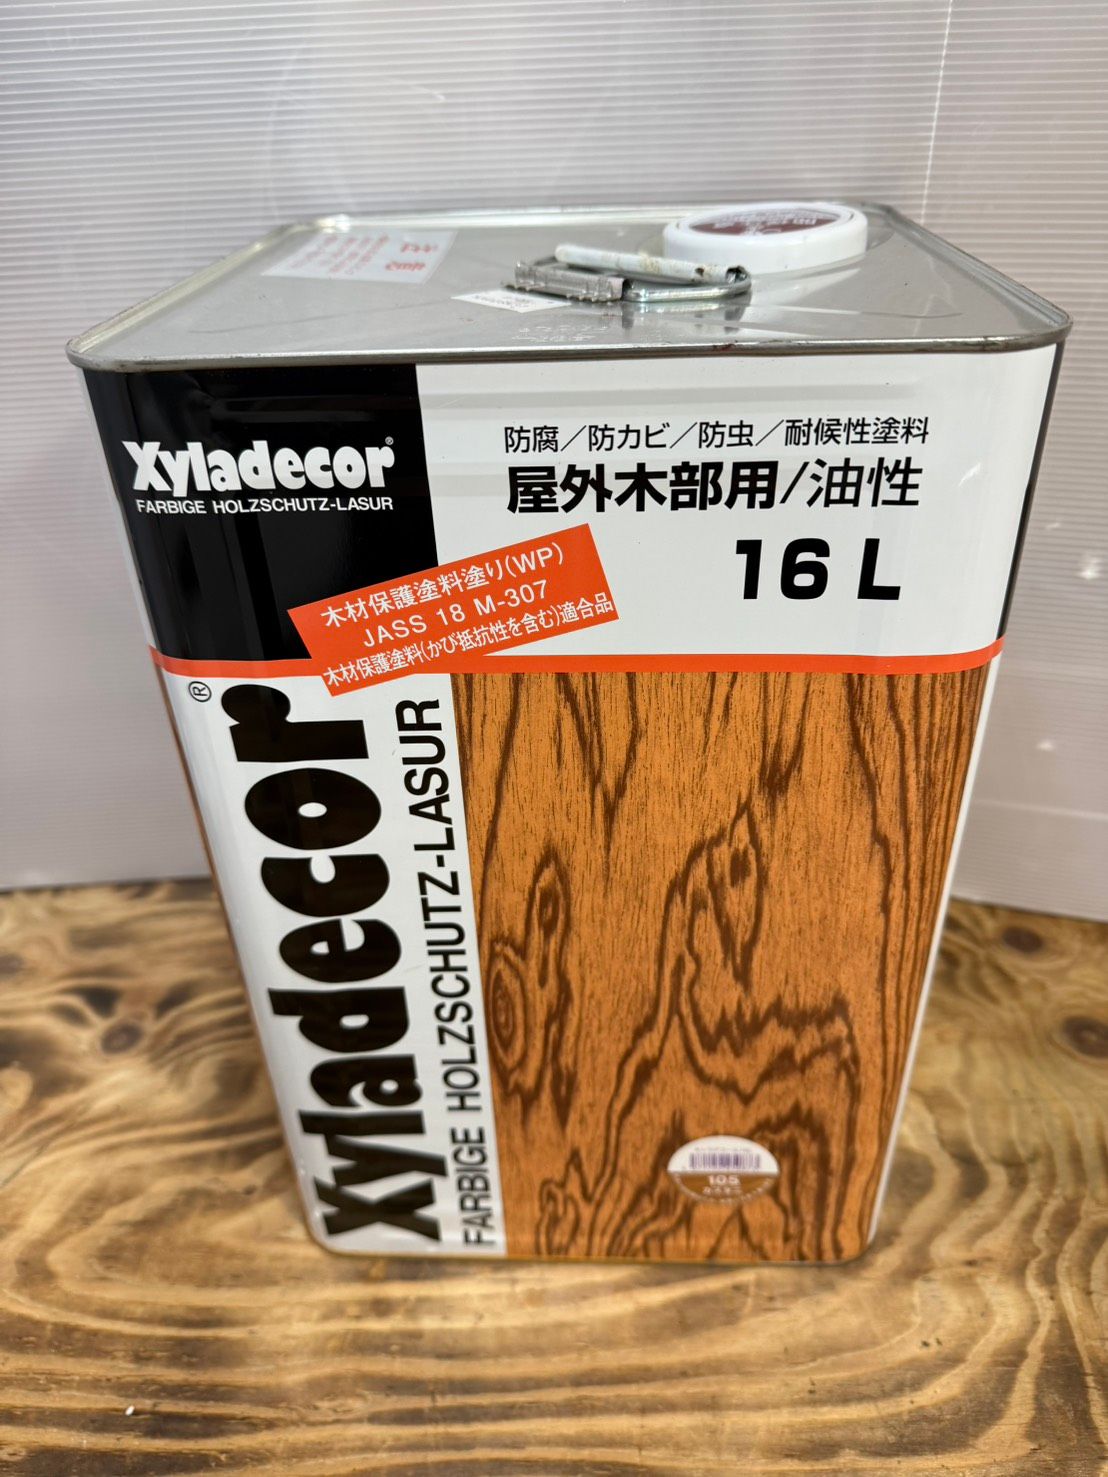 注意
Xyladecor®
FARBIGE HOLZSCHUTZ-LASUR
防腐／防カビ／防虫／耐候性塗料
屋外木部用/油性
16 L
木材保護塗料塗り(WP)
JASS 18 M-307
木材保護塗料(かび抵抗性を含む)適合品
Xyladecor®
FARBIGE HOLZSCHUTZ-LASUR
105